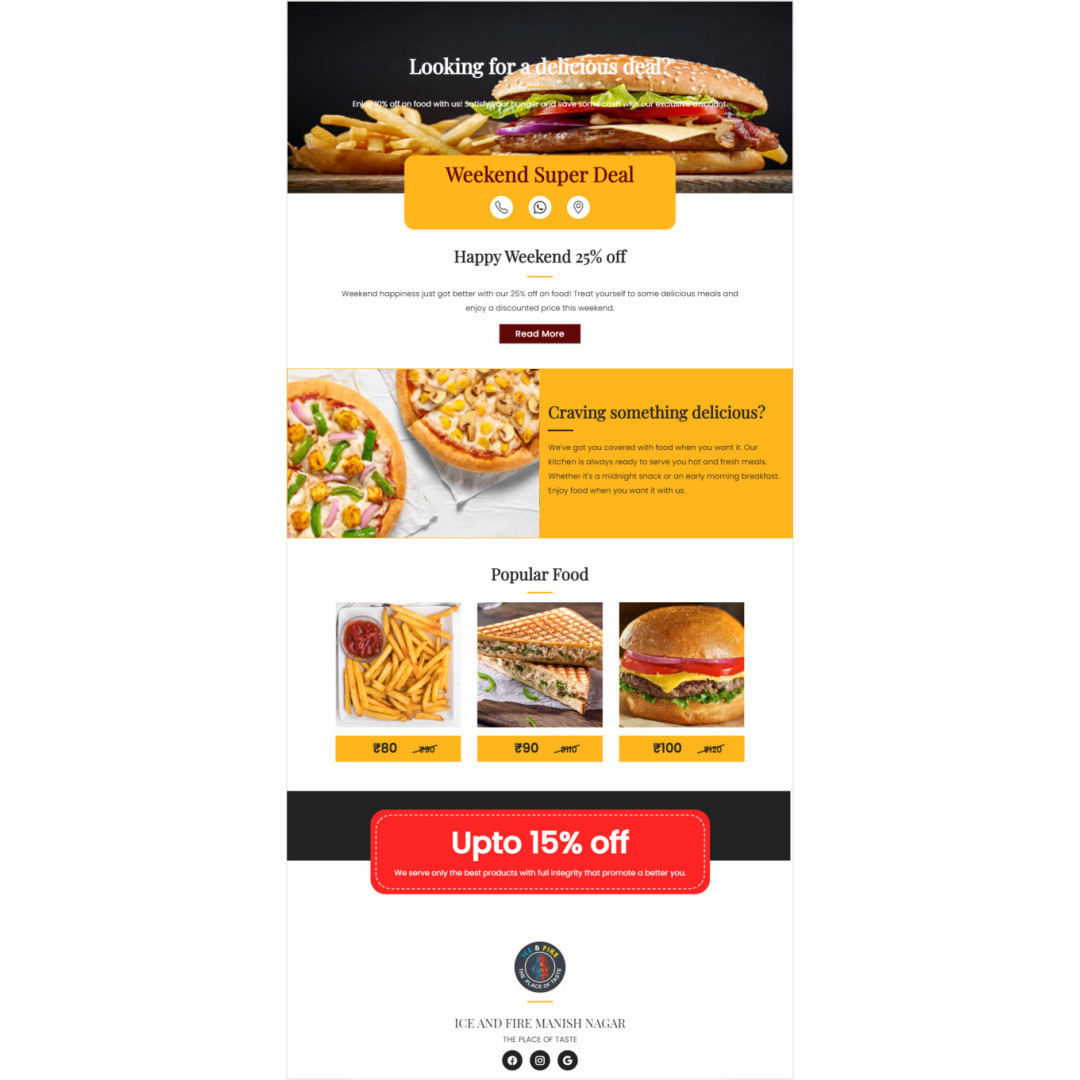 Looking for a delicious deal?
Enjoy 10% off on food with us! Satisfy your hunger and save some cash with our exclusive discount.
Weekend Super Deal
Happy Weekend 25% off
Weekend happiness just got better with our 25% off on food! Treat yourself to some delicious meals and
enjoy a discounted price this weekend.
Read More
Craving something delicious?
We've got you covered with food when you want it. Our
kitchen is always ready to serve you hot and fresh meals.
Whether it's a midnight snack or an early morning breakfast.
Enjoy food when you want it with us.
Popular Food
₹80 ₹90
₹90 ₹110
₹100 ₹120
Upto 15% off
We serve only the best products with full integrity that promote a better you.
ICE & FIRE
THE PLACE OF TASTE
ICE AND FIRE MANISH NAGAR
THE PLACE OF TASTE